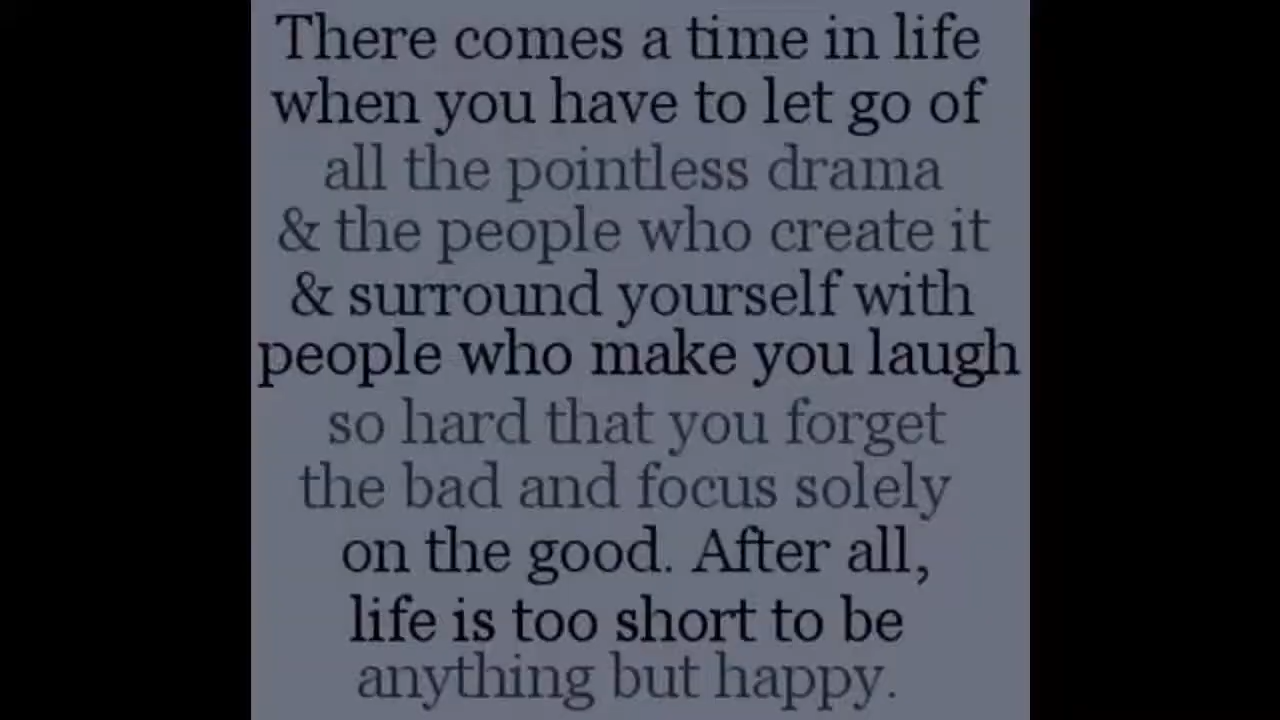 There comes a time in life
when you have to let go of
all the pointless drama
& the people who create it
& surround yourself with
people who make you laugh
so hard that you forget
the bad and focus solely
on the good. After all,
life is too short to be
anything but happy.